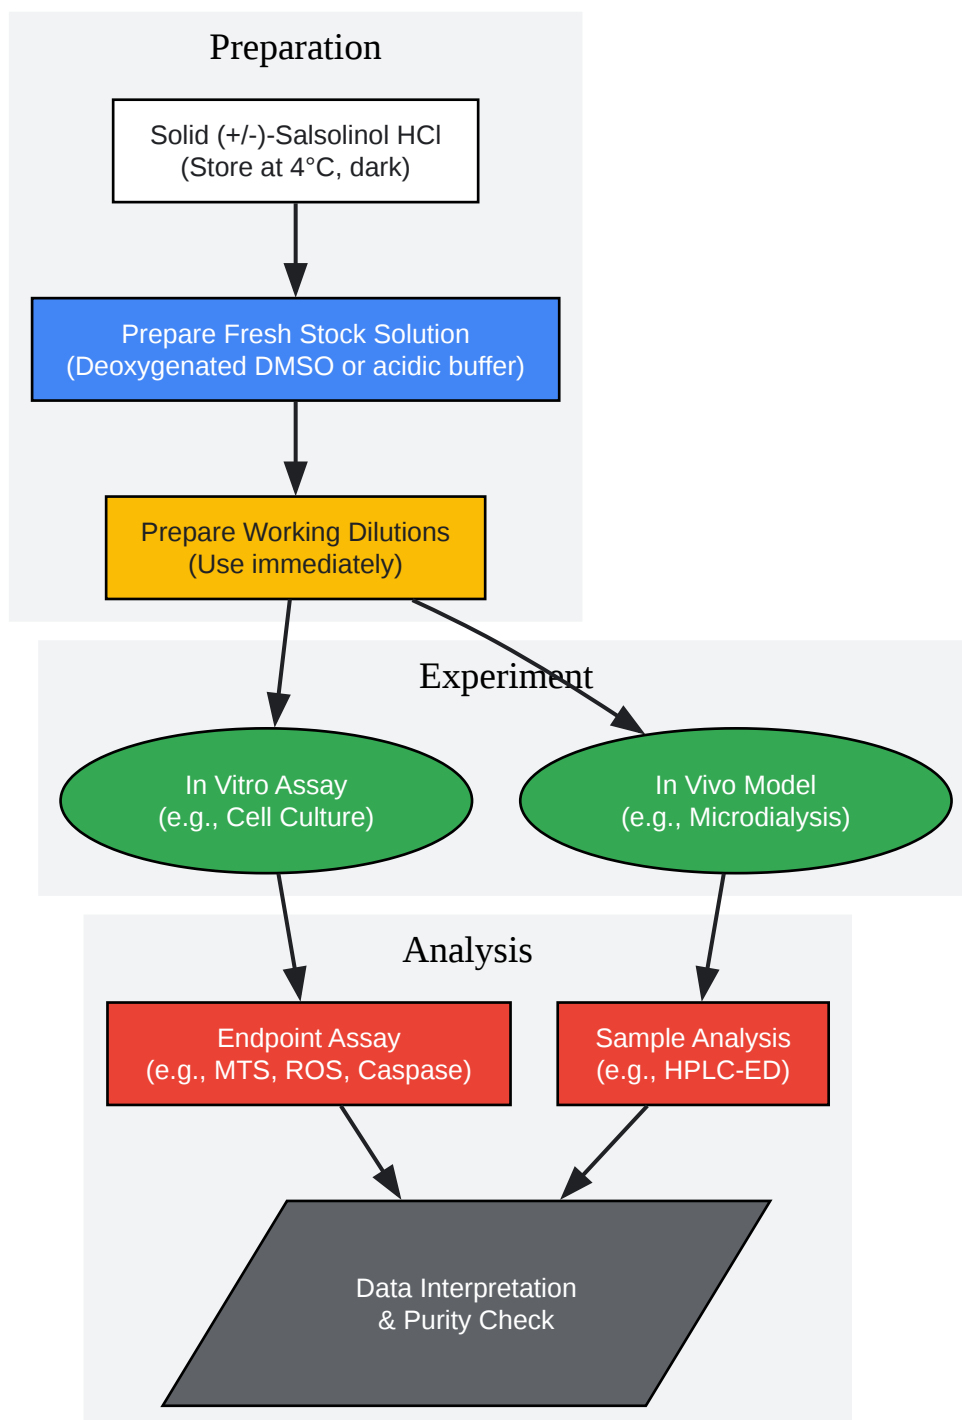 Preparation
Solid (+/-)-Salsolinol HCl
(Store at 4°C, dark)
Prepare Fresh Stock Solution
(Deoxygenated DMSO or acidic buffer)
Prepare Working Dilutions
(Use immediately)
Experiment
In Vitro Assay
(e.g., Cell Culture)
In Vivo Model
(e.g., Microdialysis)
Analysis
Endpoint Assay
(e.g., MTS, ROS, Caspase)
Sample Analysis
(e.g., HPLC-ED)
Data Interpretation
& Purity Check